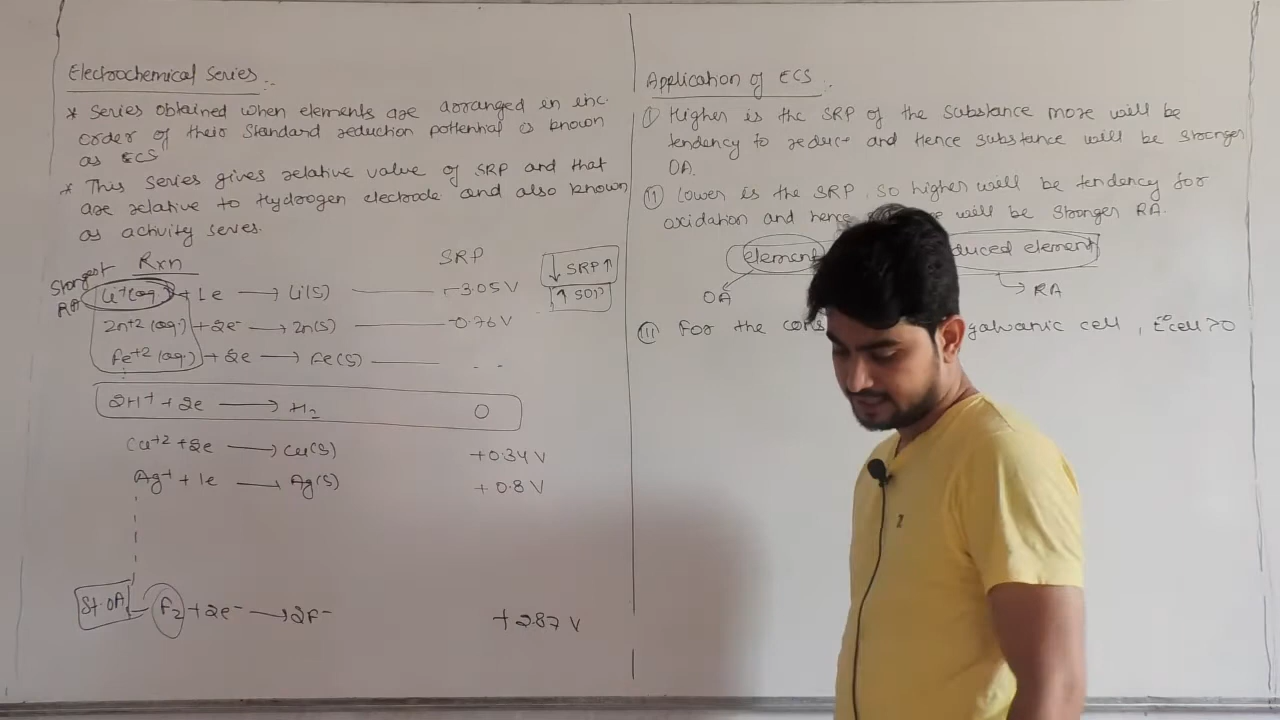 Electrochemical Series :-
* Series obtained when elements are arranged in inc.
order of their standard reduction pottential is known
as ECS
* This series gives relative value of SRP and that
are relative to Hydrogen electrode and also known
as activity series.
Rxn SRP
SRP ↑
↑ SOP
Strongest
RA
Li+(aq.) + 1e → Li(s) -3.05 V
Zn+2 (aq.) + 2e- → Zn(s) -0.76 V
Fe+2 (aq.) + 2e → Fe(s) - -
2H+ + 2e → H2 0
Cu+2 + 2e → Cu(s) +0.34 V
Ag+ + 1e → Ag(s) +0.8 V
St. OA F2 + 2e- → 2F- +2.87 V
Application of ECS :-
(I) Higher is the SRP of the substance more will be
tendency to reduce and Hence substance will be stronger
OA.
(II) Lower is the SRP, so higher will be tendency for
oxidation and hence will be stronger RA.
element duced element
OA RA
(III) For the cons galvanic cell, E°cell > 0
Z